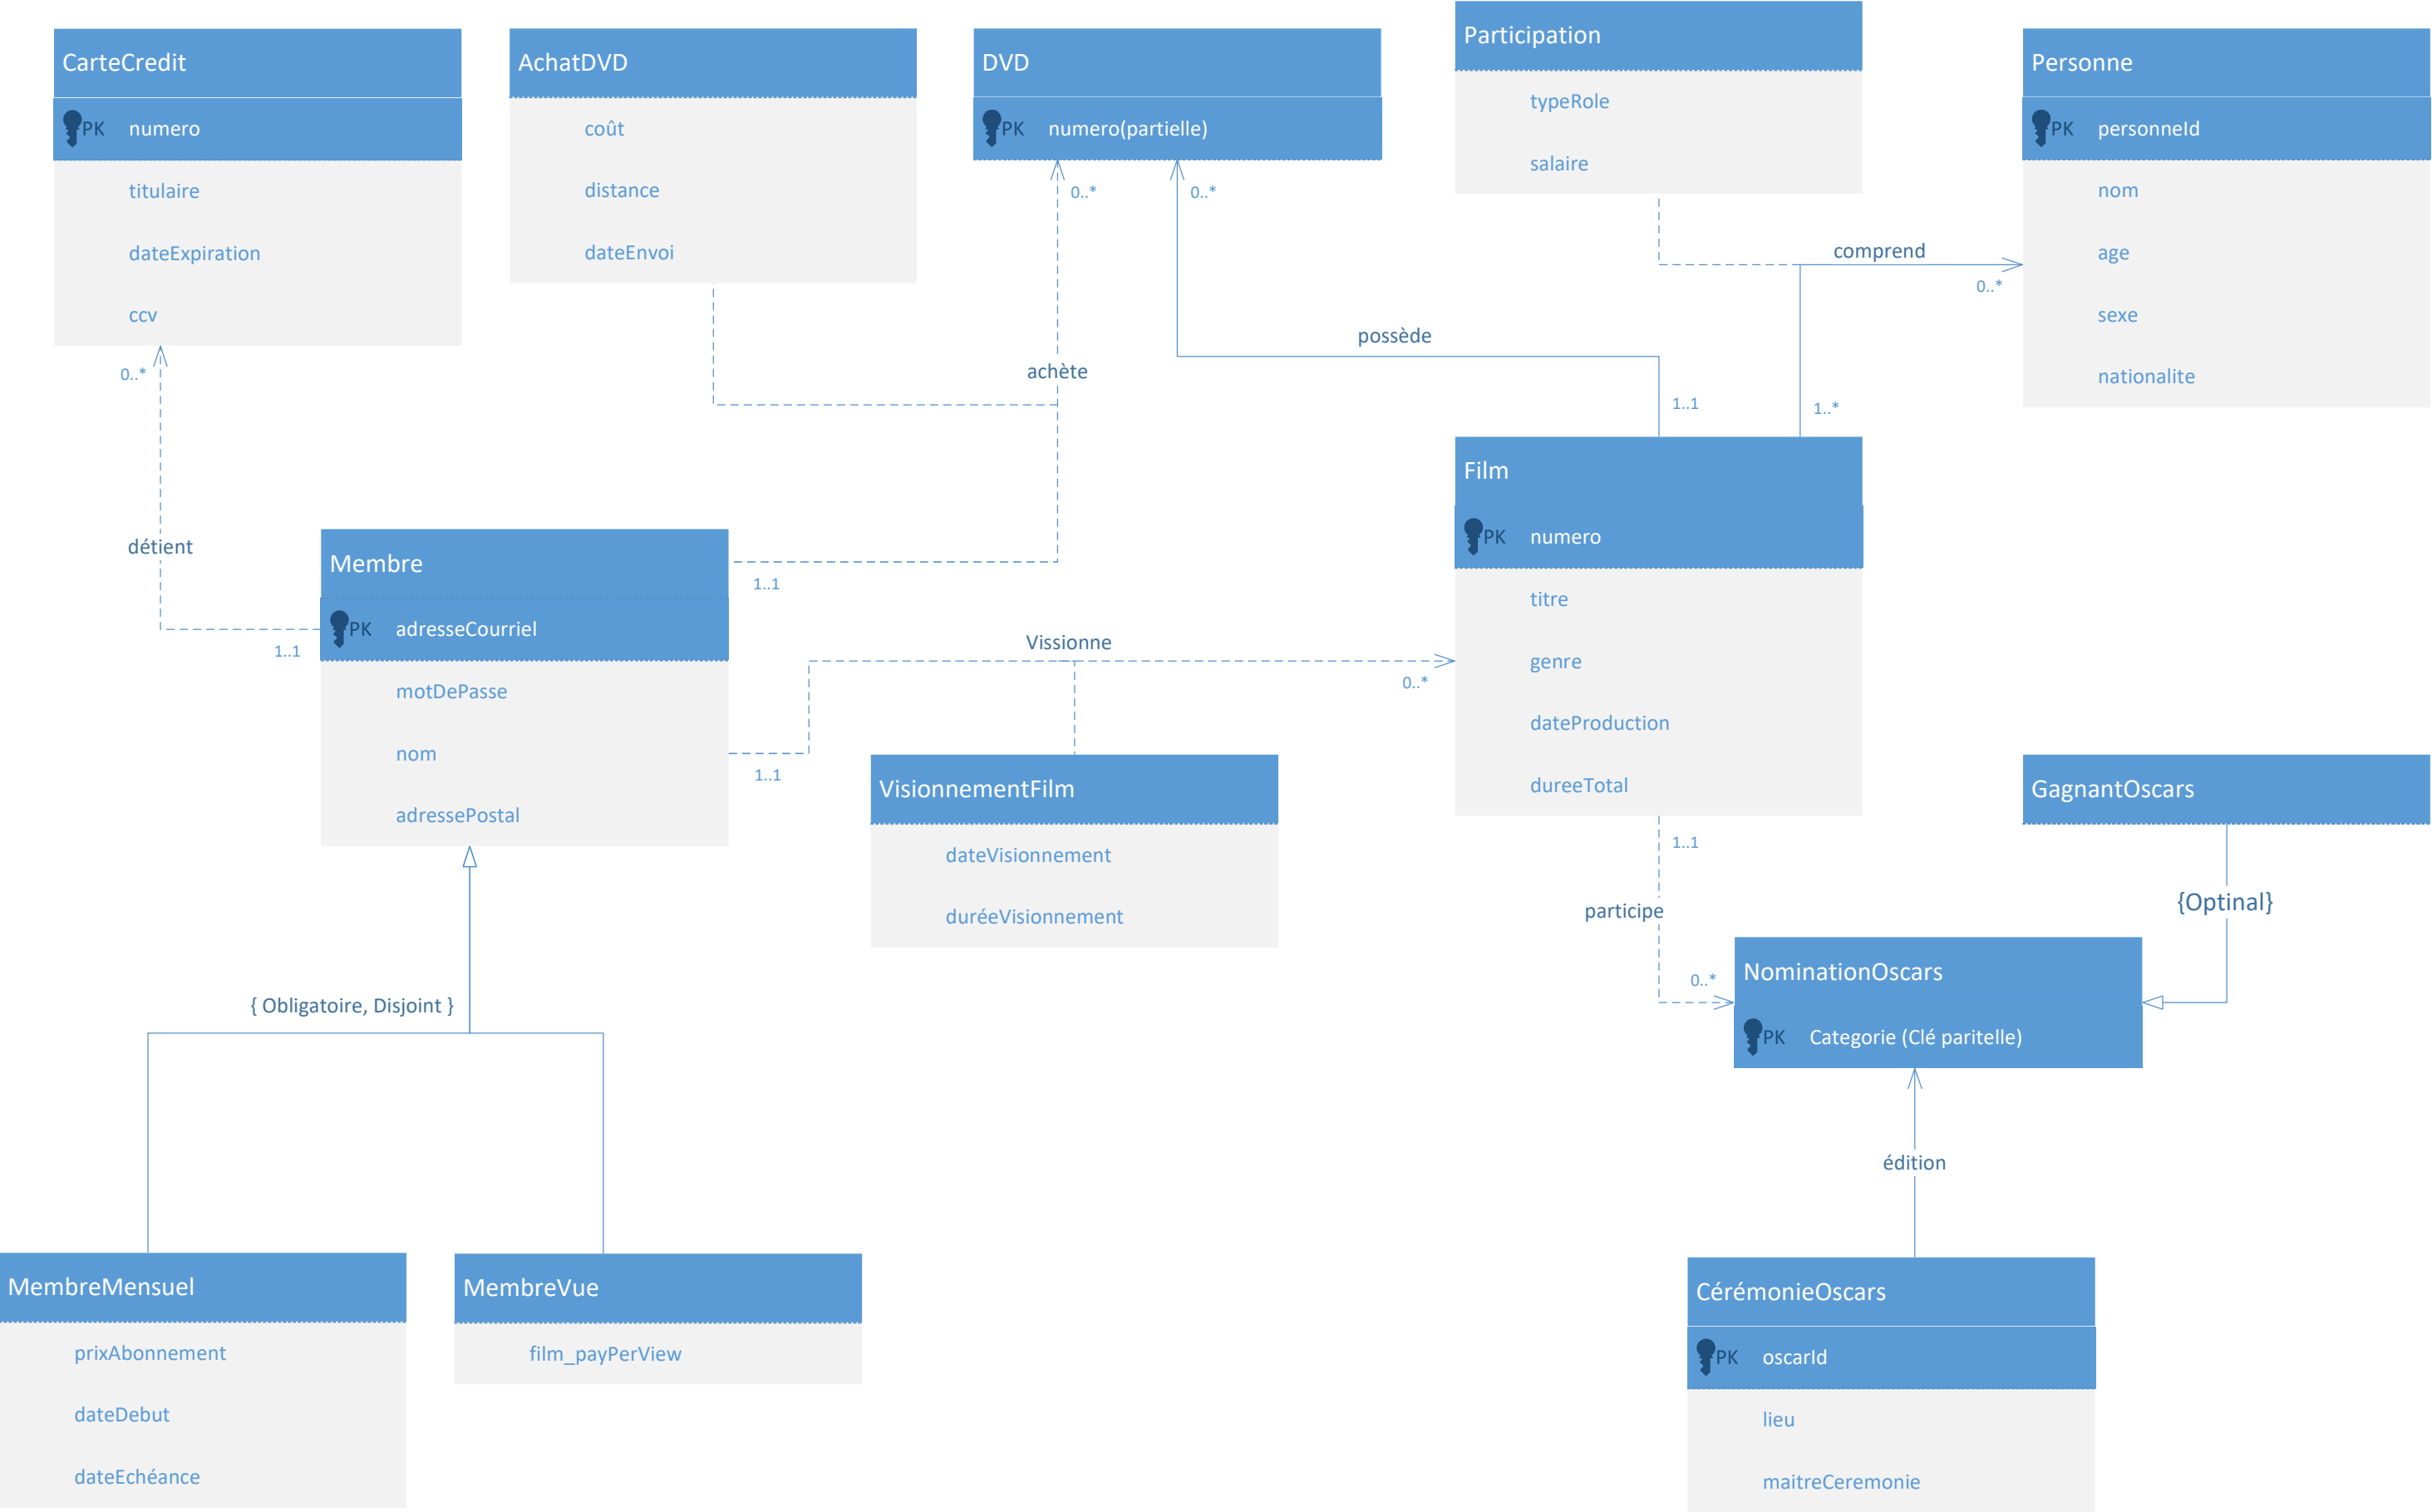 CarteCredit
PK numero
titulaire
dateExpiration
ccv
0..*
détient
1..1
AchatDVD
coût
distance
dateEnvoi
DVD
PK numero(partielle)
0..*
0..*
achète
possède
1..1
Participation
typeRole
salaire
comprend
0..*
1..*
Personne
PK personneId
nom
age
sexe
nationalite
Membre
PK adresseCourriel
motDePasse
nom
adressePostal
1..1
1..1
Vissionne
0..*
VisionnementFilm
dateVisionnement
duréeVisionnement
Film
PK numero
titre
genre
dateProduction
dureeTotal
1..1
participe
0..*
GagnantOscars
{Optinal}
NominationOscars
PK Categorie (Clé paritelle)
édition
{ Obligatoire, Disjoint }
MembreMensuel
prixAbonnement
dateDebut
dateEchéance
MembreVue
film_payPerView
CérémonieOscars
PK oscarId
lieu
maitreCeremonie